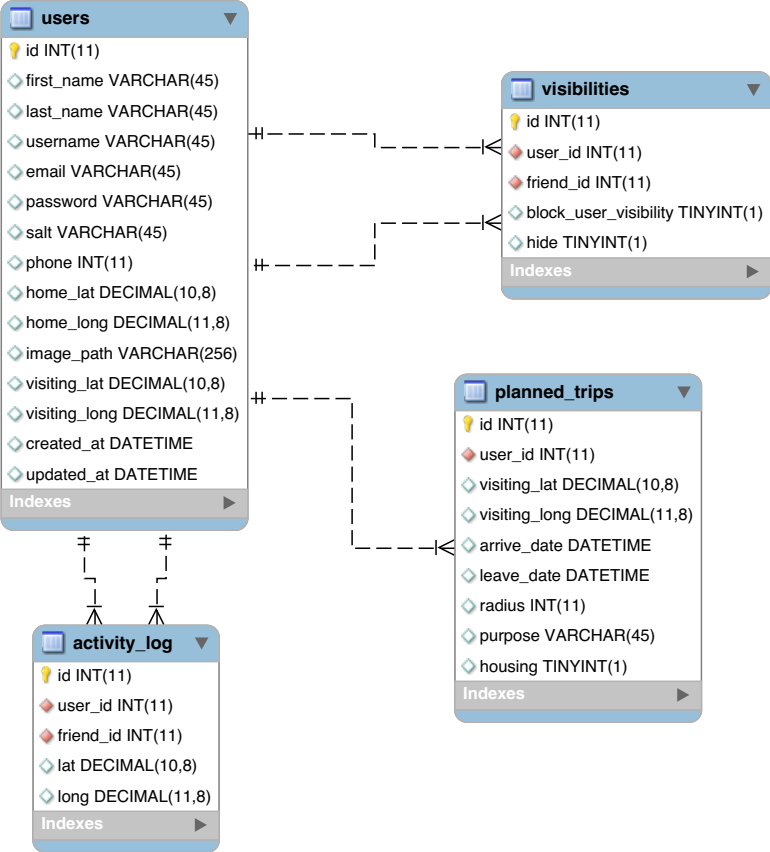 users
id INT(11)
first_name VARCHAR(45)
last_name VARCHAR(45)
username VARCHAR(45)
email VARCHAR(45)
password VARCHAR(45)
salt VARCHAR(45)
phone INT(11)
home_lat DECIMAL(10,8)
home_long DECIMAL(11,8)
image_path VARCHAR(256)
visiting_lat DECIMAL(10,8)
visiting_long DECIMAL(11,8)
created_at DATETIME
updated_at DATETIME
Indexes
visibilities
id INT(11)
user_id INT(11)
friend_id INT(11)
block_user_visibility TINYINT(1)
hide TINYINT(1)
Indexes
planned_trips
id INT(11)
user_id INT(11)
visiting_lat DECIMAL(10,8)
visiting_long DECIMAL(11,8)
arrive_date DATETIME
leave_date DATETIME
radius INT(11)
purpose VARCHAR(45)
housing TINYINT(1)
Indexes
activity_log
id INT(11)
user_id INT(11)
friend_id INT(11)
lat DECIMAL(10,8)
long DECIMAL(11,8)
Indexes